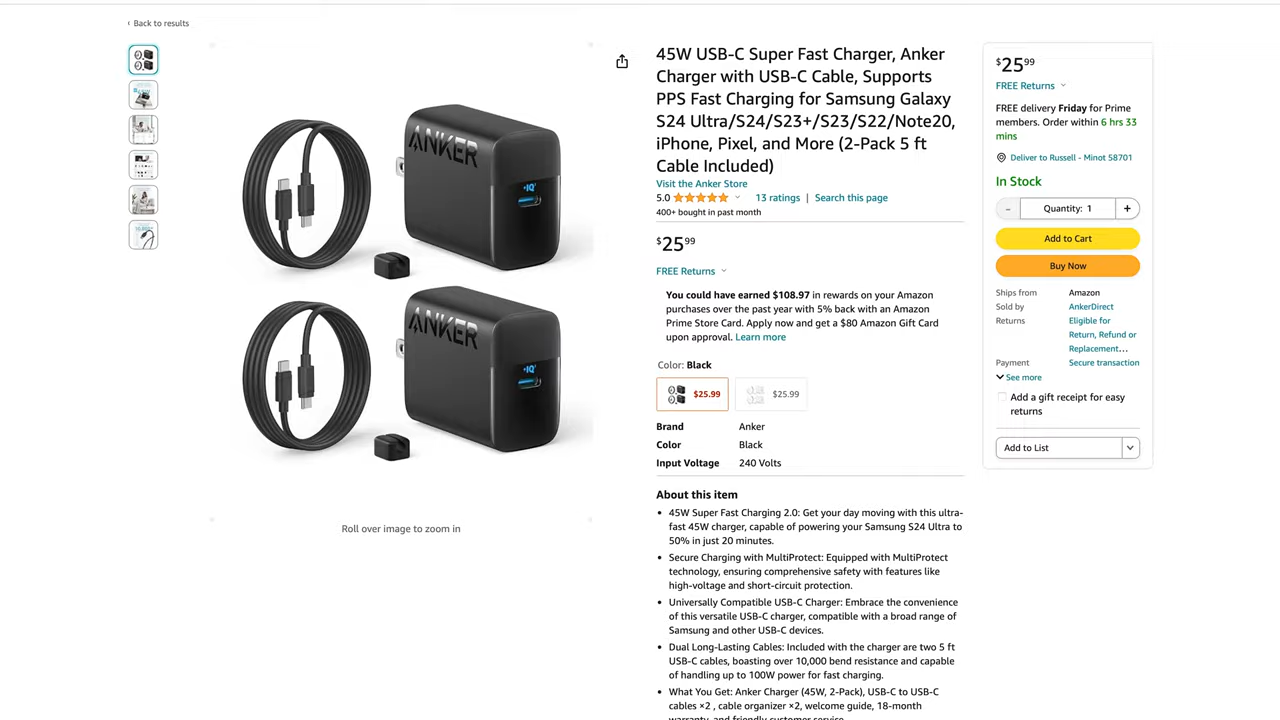 ‹ Back to results
ANKER
IQ
ANKER
IQ
Roll over image to zoom in
45W USB-C Super Fast Charger, Anker
Charger with USB-C Cable, Supports
PPS Fast Charging for Samsung Galaxy
S24 Ultra/S24/S23+/S23/S22/Note20,
iPhone, Pixel, and More (2-Pack 5 ft
Cable Included)
Visit the Anker Store
5.0 13 ratings | Search this page
400+ bought in past month
$25 99
FREE Returns
You could have earned $108.97 in rewards on your Amazon
purchases over the past year with 5% back with an Amazon
Prime Store Card. Apply now and get a $80 Amazon Gift Card
upon approval. Learn more
Color: Black
$25.99 $25.99
Brand Anker
Color Black
Input Voltage 240 Volts
About this item
• 45W Super Fast Charging 2.0: Get your day moving with this ultra-
fast 45W charger, capable of powering your Samsung S24 Ultra to
50% in just 20 minutes.
• Secure Charging with MultiProtect: Equipped with MultiProtect
technology, ensuring comprehensive safety with features like
high-voltage and short-circuit protection.
• Universally Compatible USB-C Charger: Embrace the convenience
of this versatile USB-C charger, compatible with a broad range of
Samsung and other USB-C devices.
• Dual Long-Lasting Cables: Included with the charger are two 5 ft
USB-C cables, boasting over 10,000 bend resistance and capable
of handling up to 100W power for fast charging.
• What You Get: Anker Charger (45W, 2-Pack), USB-C to USB-C
cables ×2 , cable organizer ×2, welcome guide, 18-month
warranty, and friendly customer service.
$25 99
FREE Returns
FREE delivery Friday for Prime
members. Order within 6 hrs 33
mins
Deliver to Russell - Minot 58701
In Stock
- Quantity: 1 +
Add to Cart
Buy Now
Ships from Amazon
Sold by AnkerDirect
Returns Eligible for
Return, Refund or
Replacement...
Payment Secure transaction
See more
Add a gift receipt for easy
returns
Add to List